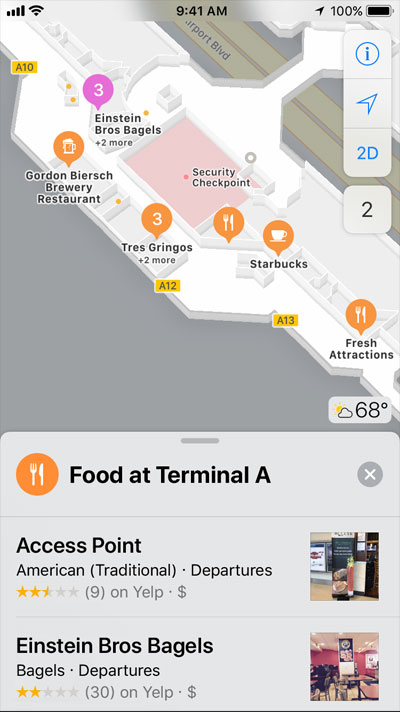 9:41 AM
100%
irport Blvd
A10
3
Einstein
Bros Bagels
+2 more
Gordon Biersch
Brewery
Restaurant
Security
Checkpoint
2D
2
3
Tres Gringos
+2 more
Starbucks
A12
A13
Fresh
Attractions
68°
Food at Terminal A
Access Point
American (Traditional) · Departures
(9) on Yelp · $
Einstein Bros Bagels
Bagels · Departures
(30) on Yelp · $